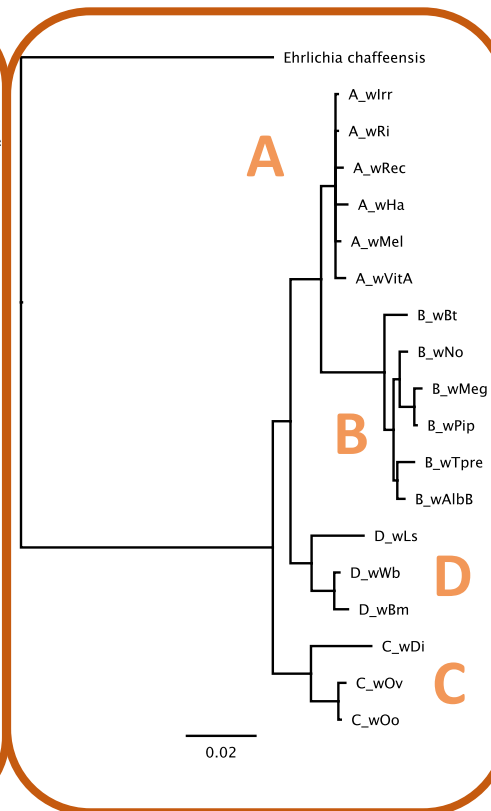 Ehrlichia chaffeensis
A_wIrr
A
A_wRi
A_wRec
A_wHa
A_wMel
A_wVitA
B_wBt
B_wNo
B_wMeg
B
B_wPip
B_wTpre
B_wAlbB
D_wLs
D_wWb
D
D_wBm
C_wDi
C_wOv
C
C_wOo
0.02